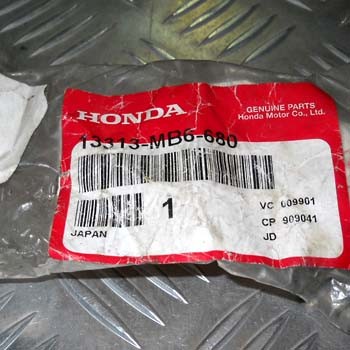 HONDA
GENUINE PARTS
Honda Motor Co., Ltd.
13313-MB6-680
1
VC 009901
CP 909041
JAPAN
JD